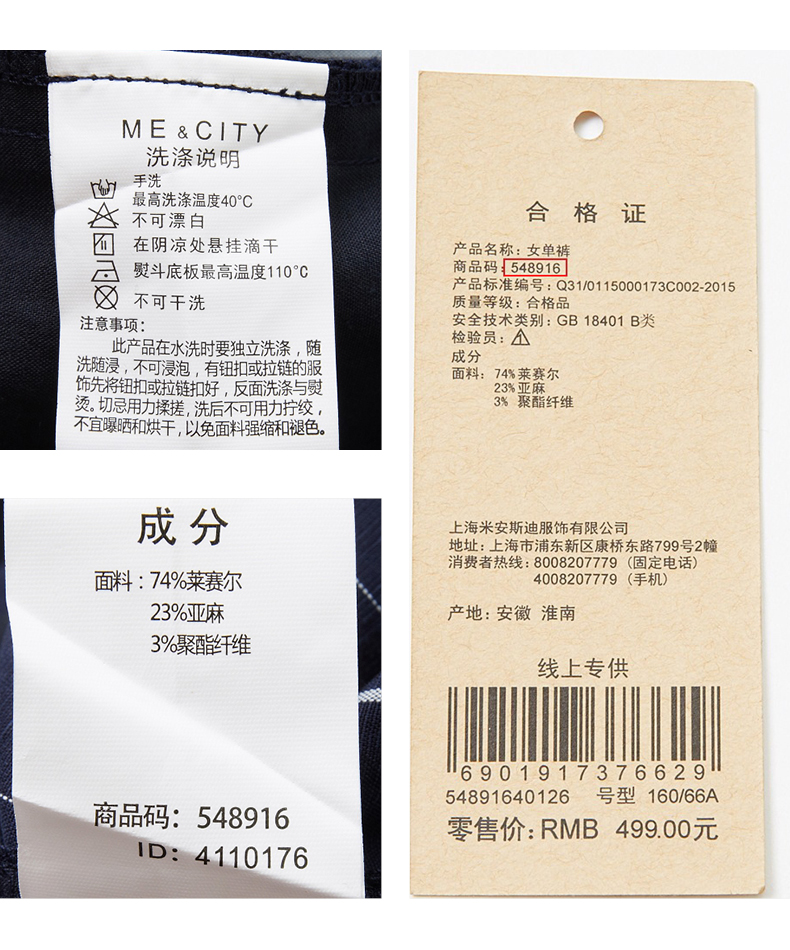 ME & CITY
洗涤说明
手洗
最高洗涤温度40°C
不可漂白
在阴凉处悬挂滴干
熨斗底板最高温度110°C
不可干洗
注意事项：
此产品在水洗时要独立洗涤，随
洗随浸，不可浸泡，有钮扣或拉链的服
饰先将钮扣或拉链扣好，反面洗涤与熨
烫。切忌用力揉搓，洗后不可用力拧绞，
不宜曝晒和烘干，以免面料强缩和褪色。
成分
面料：74%莱赛尔
23%亚麻
3%聚酯纤维
商品码：548916
ID：4110176
合格证
产品名称：女单裤
商品码：548916
产品标准编号：Q31/0115000173C002-2015
质量等级：合格品
安全技术类别：GB 18401 B类
检验员：
成分
面料：74%莱赛尔
23%亚麻
3% 聚酯纤维
上海米安斯迪服饰有限公司
地址：上海市浦东新区康桥东路799号2幢
消费者热线：8008207779（固定电话）
4008207779（手机）
产地：安徽 淮南
线上专供
6901917376629
54891640126 号型 160/66A
零售价：RMB 499.00元